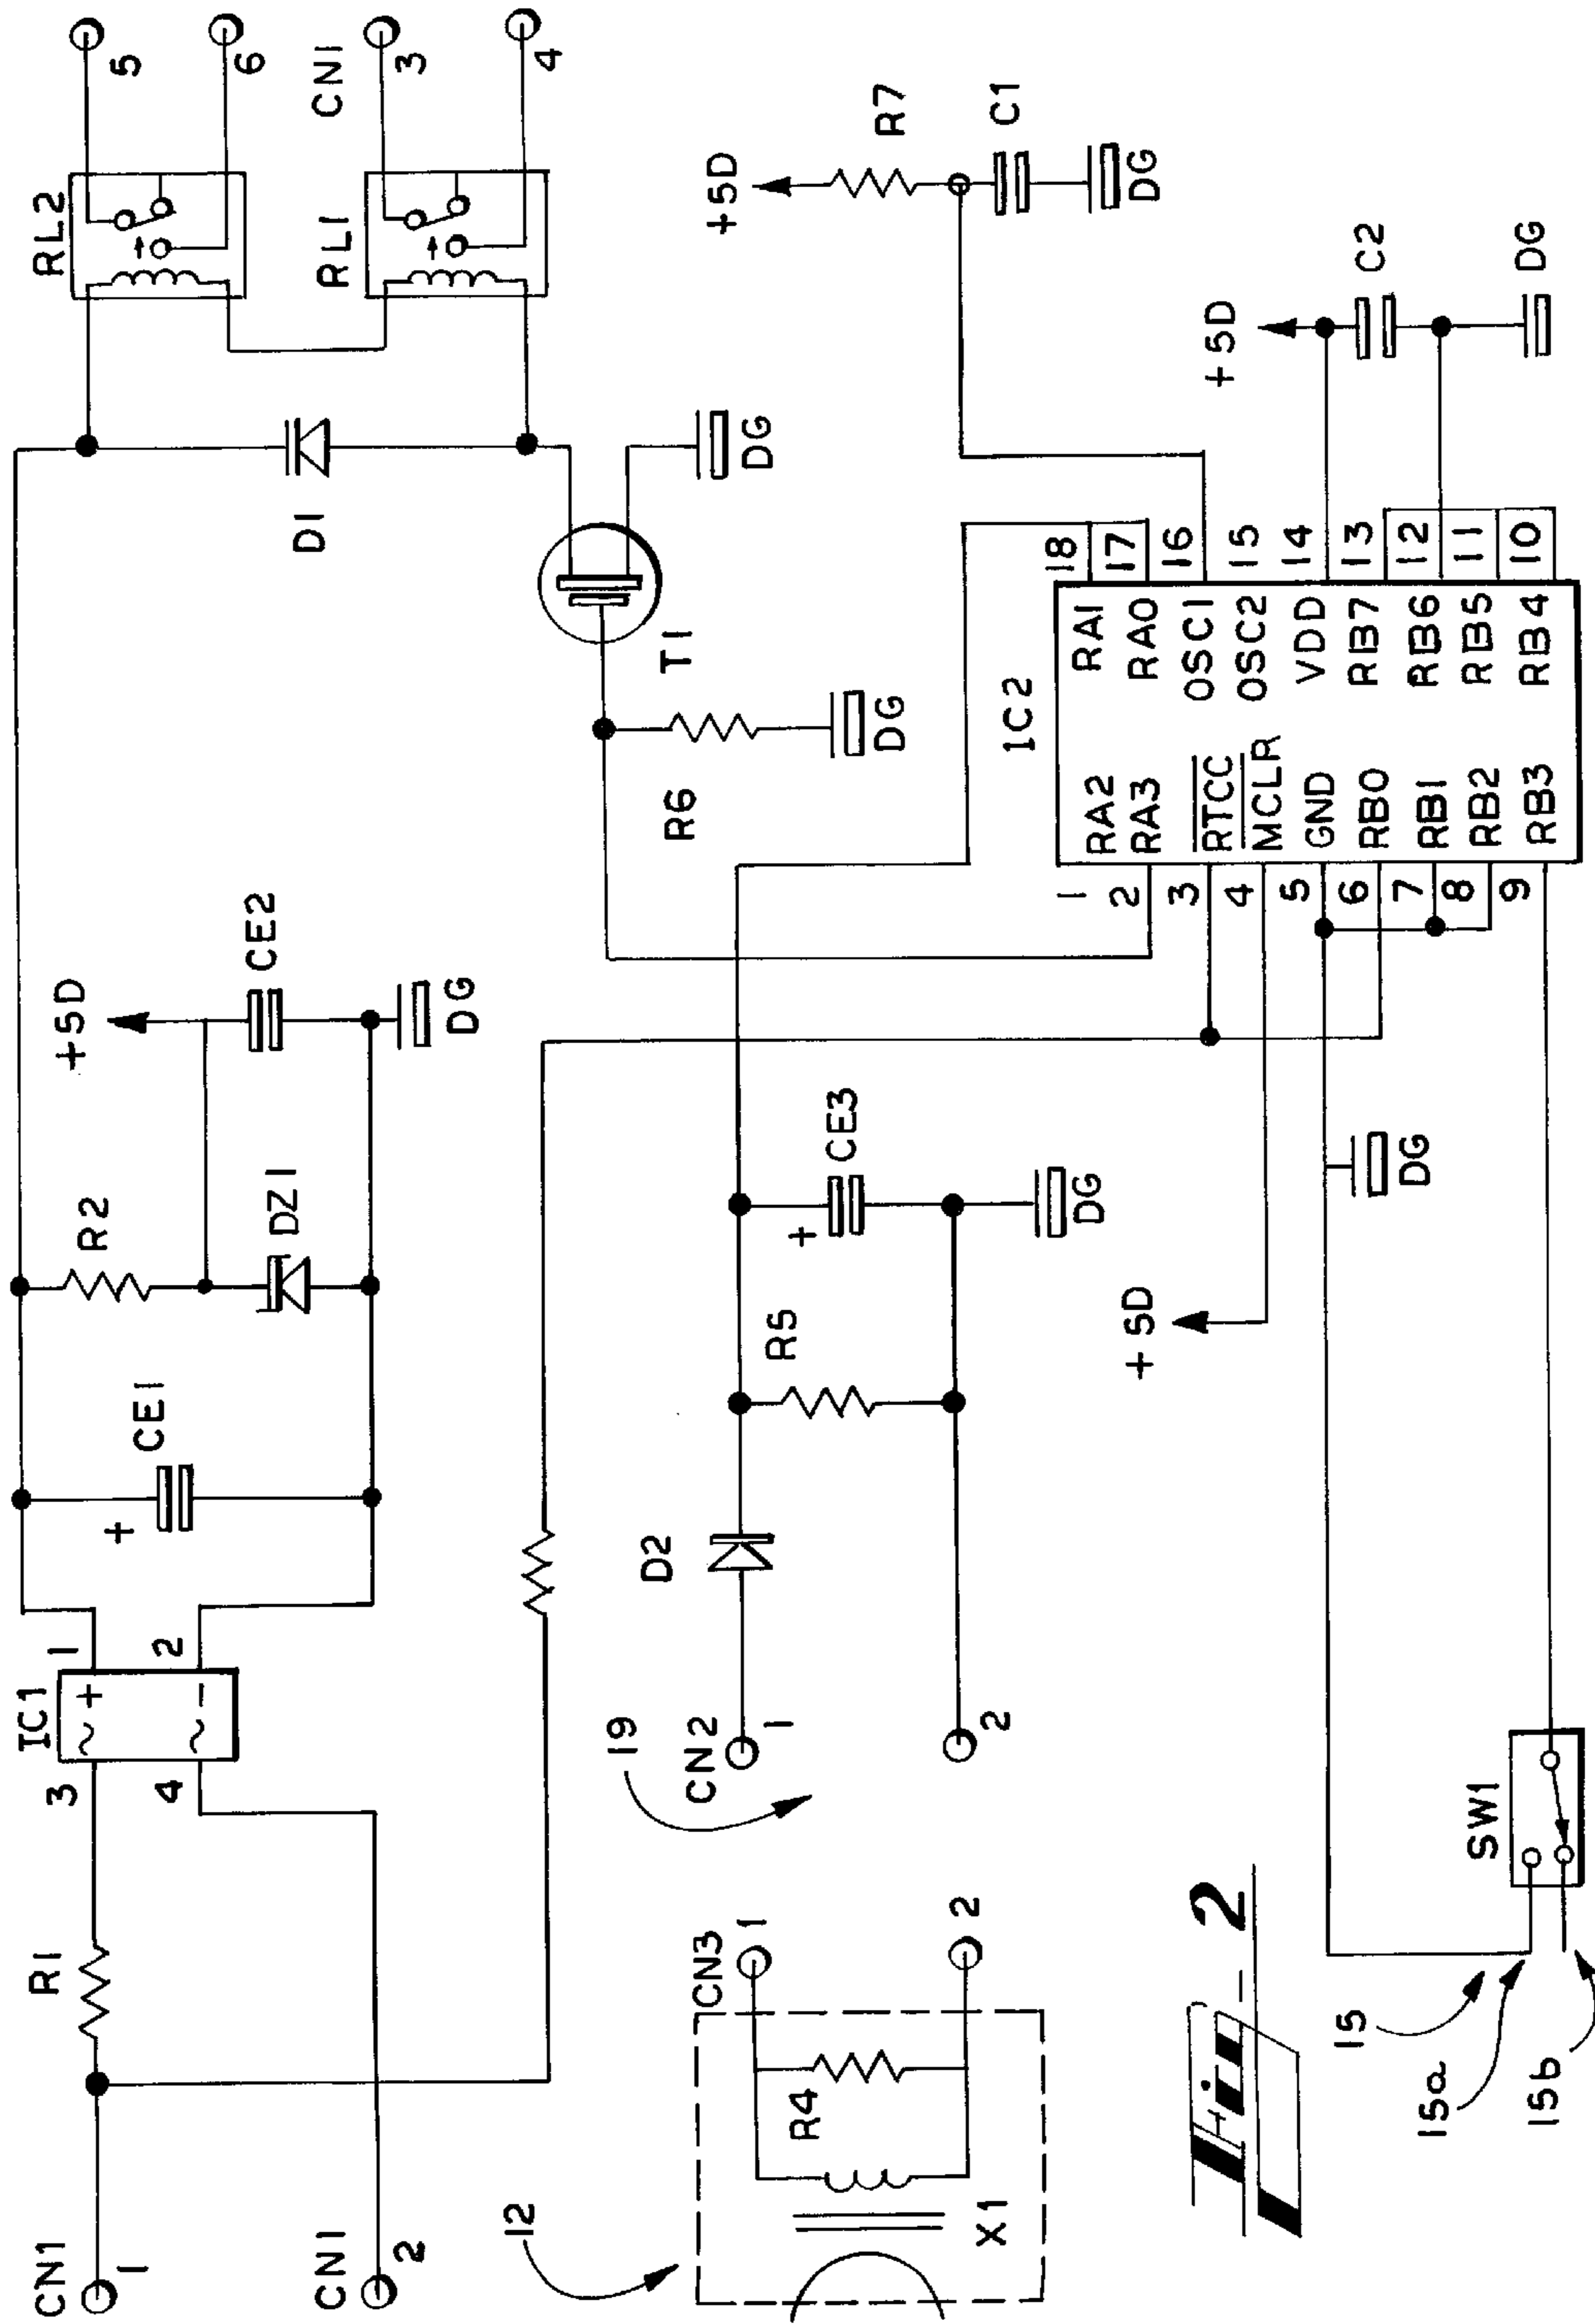 RL2
5
6
CN1
RL1
3
4
D1
T1
DG
R6
DG
+5D
R7
C1
DG
+5D
C2
DG
IC1
~ +
~ -
3
1
4
2
R1
CN1
1
CN1
2
+
CE1
R2
DZ1
+5D
CE2
DG
12
X1
R4
CN3
1
2
19
CN2
1
2
D2
R5
+
CE3
DG
+5D
DG
1C2
1
2
3
4
5
6
7
8
9
RA2
RA3
RTCC
MCLR
GND
RB0
RB1
RB2
RB3
RA1
RA0
OSC1
OSC2
VDD
RB7
RB6
RB5
RB4
18
17
16
15
14
13
12
11
10
SW1
15
15a
15b
Fig. 2